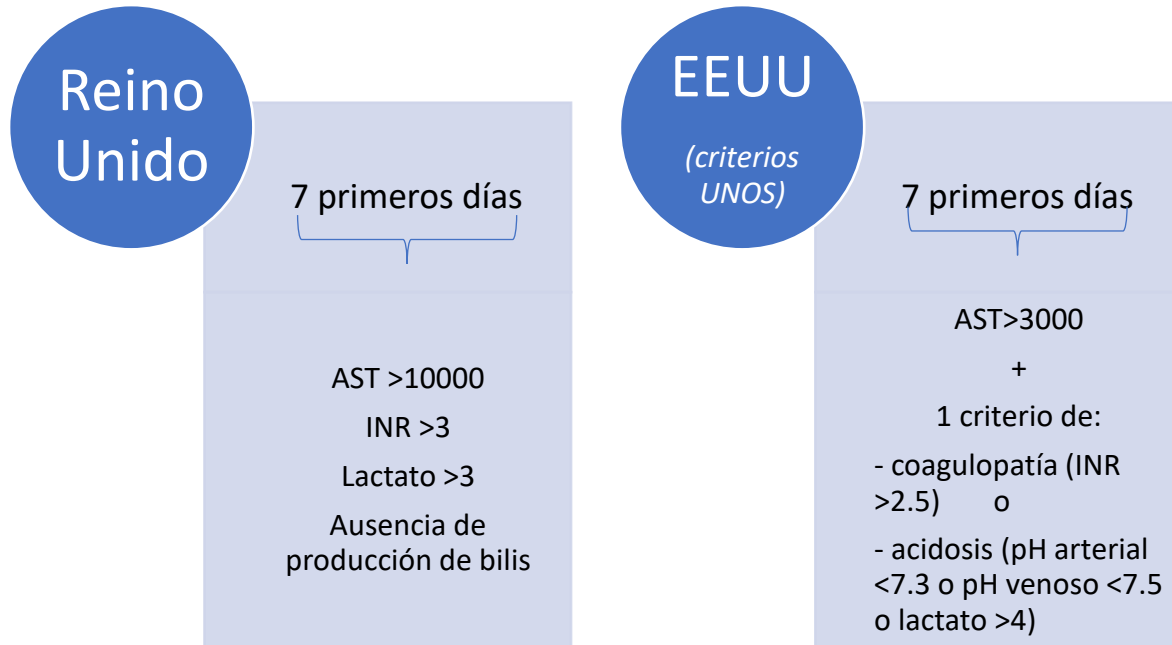 Reino
Unido
7 primeros días
AST >10000
INR >3
Lactato >3
Ausencia de
producción de bilis
EEUU
(criterios
UNOS)
7 primeros días
AST>3000
+
1 criterio de:
- coagulopatía (INR
>2.5) o
- acidosis (pH arterial
<7.3 o pH venoso <7.5
o lactato >4)